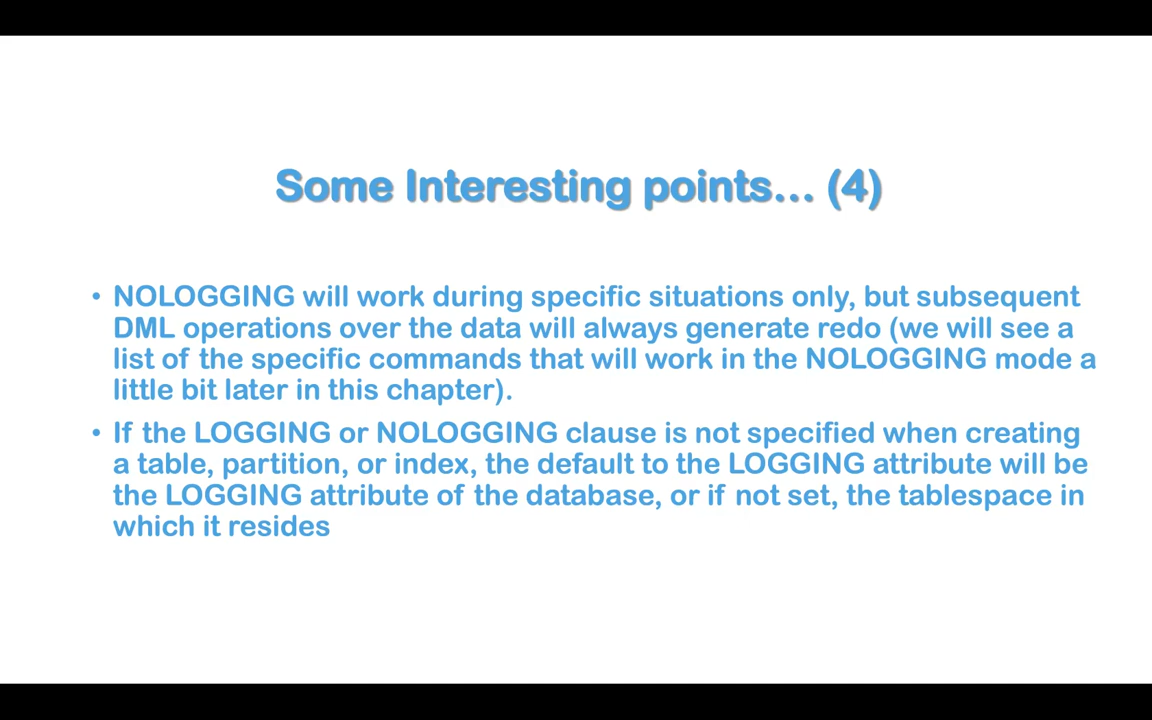 Some Interesting points... (4)
• NOLOGGING will work during specific situations only, but subsequent
DML operations over the data will always generate redo (we will see a
list of the specific commands that will work in the NOLOGGING mode a
little bit later in this chapter).
• If the LOGGING or NOLOGGING clause is not specified when creating
a table, partition, or index, the default to the LOGGING attribute will be
the LOGGING attribute of the database, or if not set, the tablespace in
which it resides